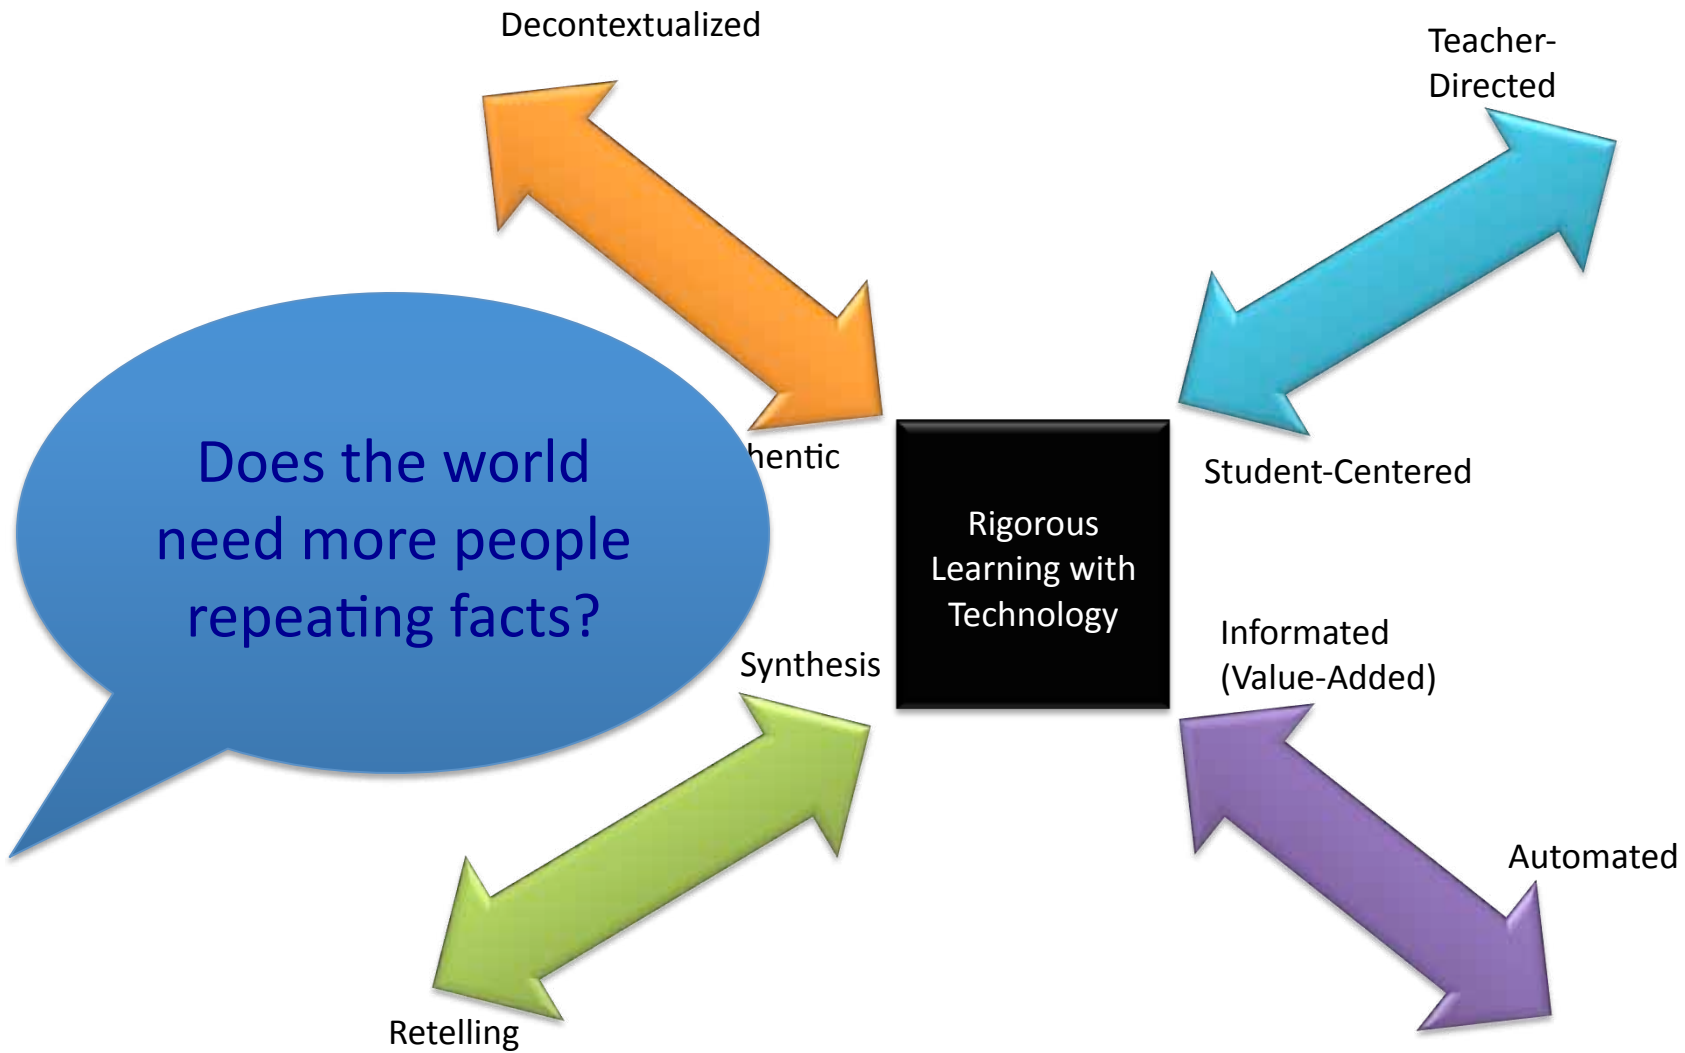 Decontextualized
Teacher-
Directed
Does the world
need more people
repeating facts?
hentic
Student-Centered
Rigorous
Learning with
Technology
Synthesis
Informated
(Value-Added)
Automated
Retelling